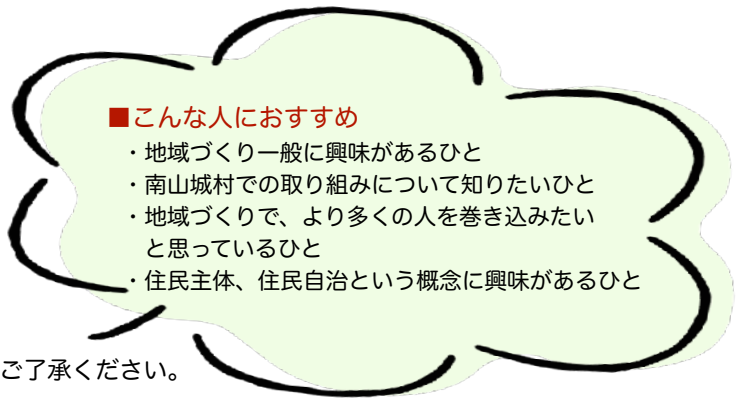 ■こんな人におすすめ
・地域づくり一般に興味があるひと
・南山城村での取り組みについて知りたいひと
・地域づくりで、より多くの人を巻き込みたい
と思っているひと
・住民主体、住民自治という概念に興味があるひと
ご了承ください。